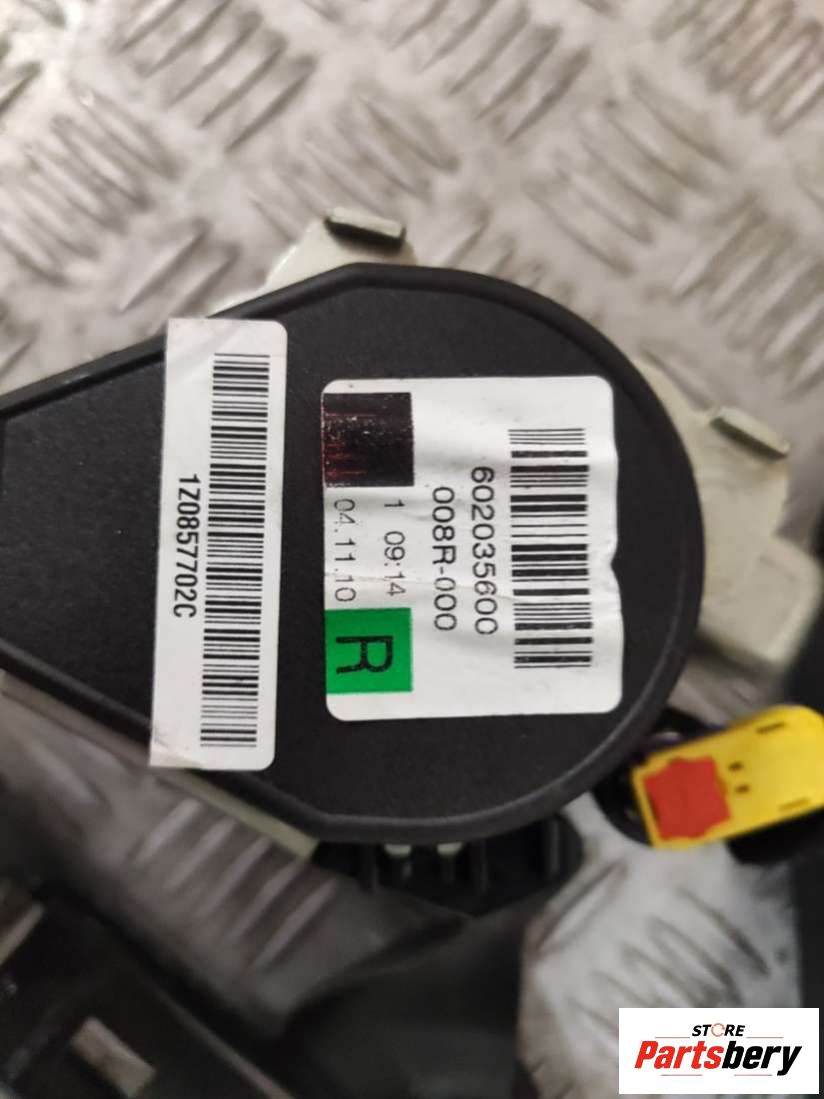 1Z0857702C
602035600
008R-000
1 09:14
04.11.10
R
STORE
Partsbery